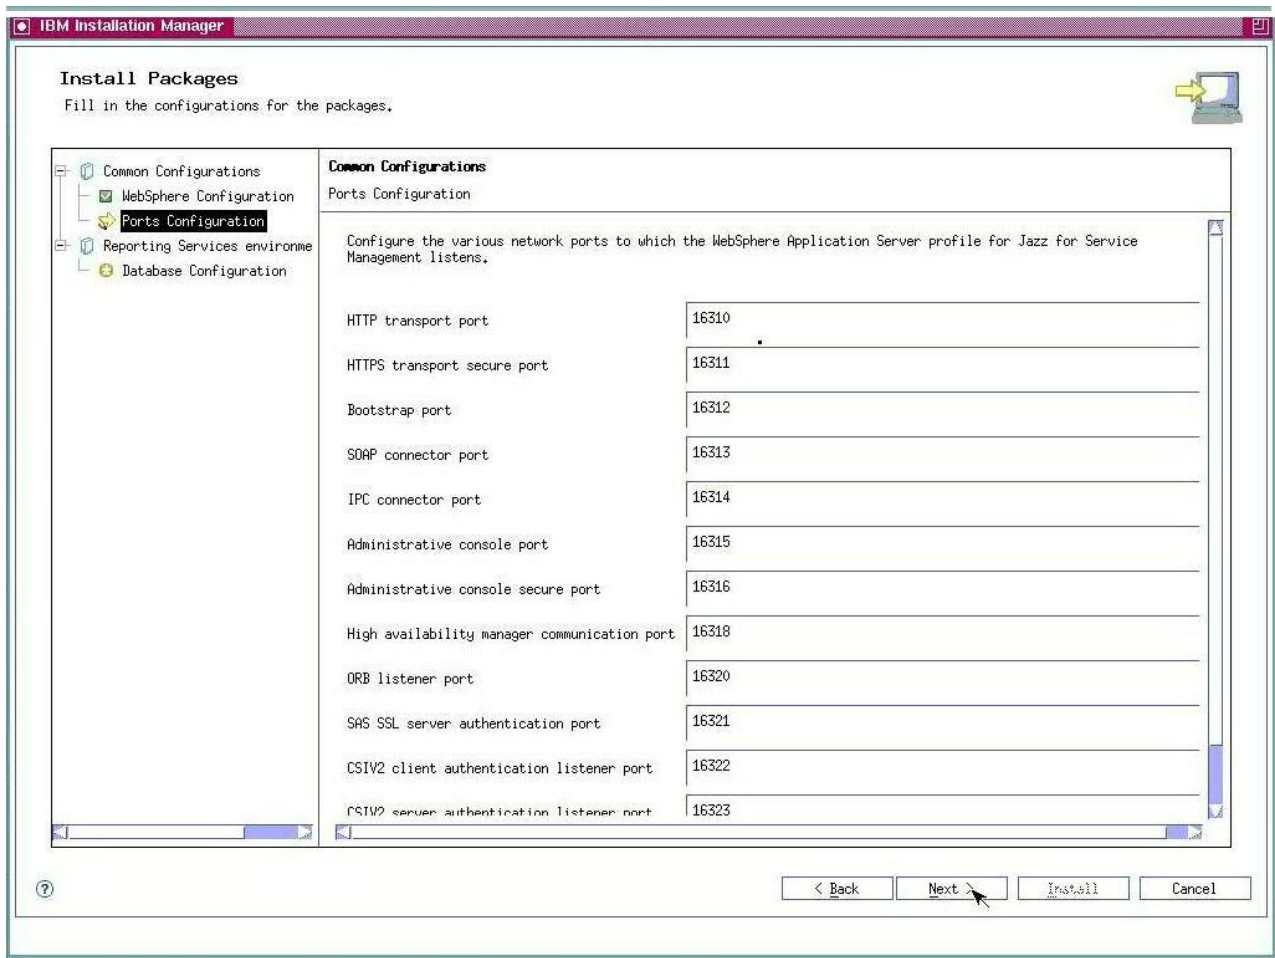 IBM Installation Manager
Install Packages
Fill in the configurations for the packages.
Common Configurations
WebSphere Configuration
Ports Configuration
Reporting Services environme
Database Configuration
Common Configurations
Ports Configuration
Configure the various network ports to which the WebSphere Application Server profile for Jazz for Service
Management listens.
HTTP transport port 16310
HTTPS transport secure port 16311
Bootstrap port 16312
SOAP connector port 16313
IPC connector port 16314
Administrative console port 16315
Administrative console secure port 16316
High availability manager communication port 16318
ORB listener port 16320
SAS SSL server authentication port 16321
CSIV2 client authentication listener port 16322
CSIV2 server authentication listener port 16323
?
< Back
Next >
Install
Cancel